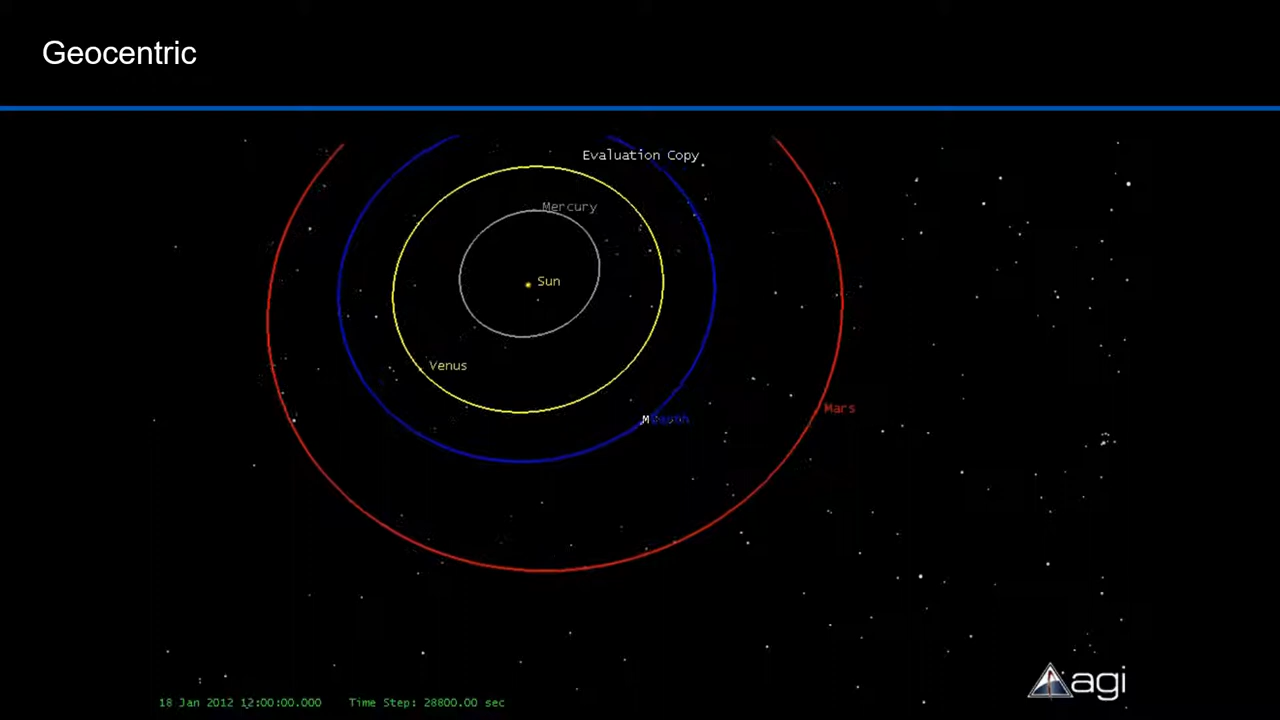 Geocentric
Evaluation Copy
Mercury
Sun
Venus
Mars
18 Jan 2012 12:00:00.000 Time Step: 28800.00 sec
agi